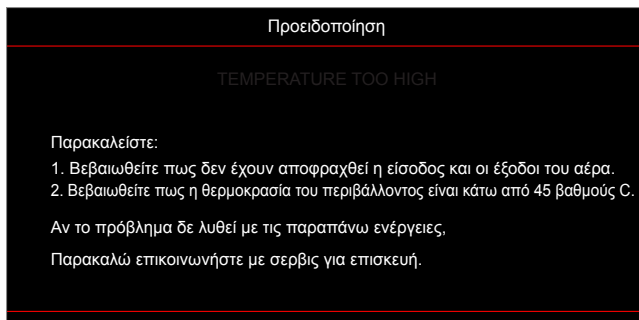 Προειδοποίηση
TEMPERATURE TOO HIGH
Παρακαλείστε:
1. Βεβαιωθείτε πως δεν έχουν αποφραχθεί η είσοδος και οι έξοδοι του αέρα.
2. Βεβαιωθείτε πως η θερμοκρασία του περιβάλλοντος είναι κάτω από 45 βαθμούς C.
Αν το πρόβλημα δε λυθεί με τις παραπάνω ενέργειες,
Παρακαλώ επικοινωνήστε με σερβις για επισκευή.